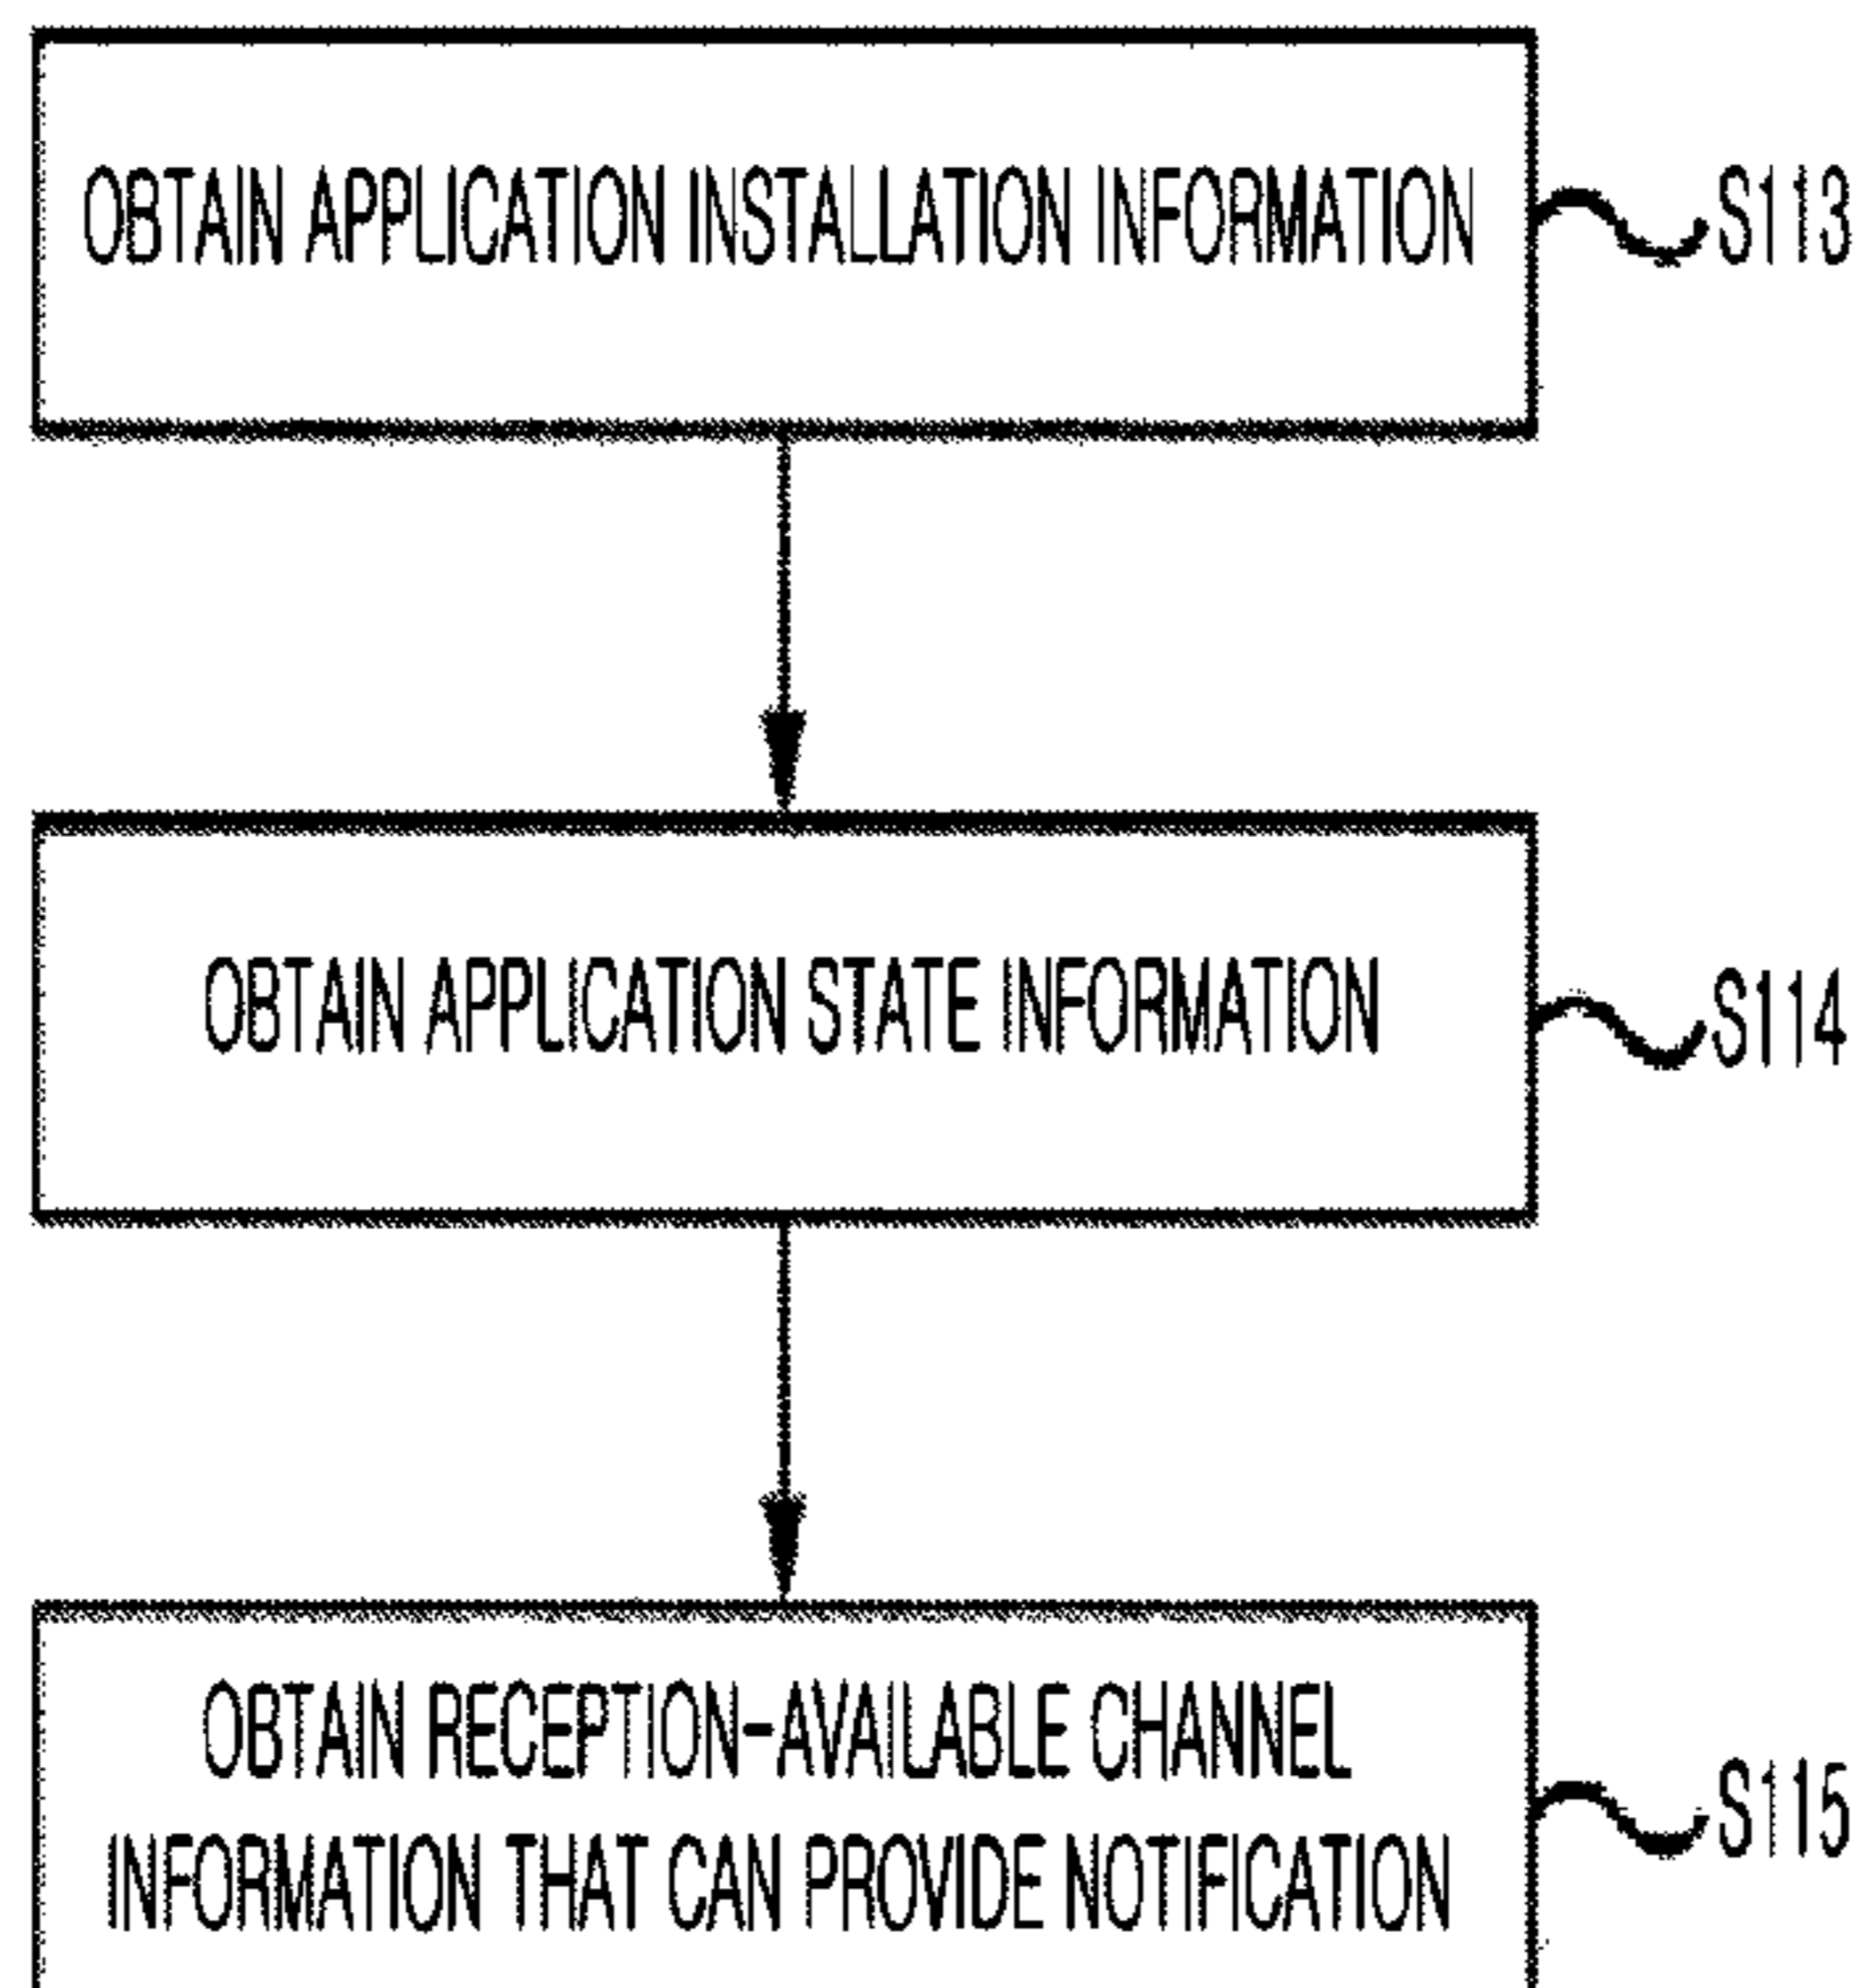 OBTAIN APPLICATION INSTALLATION INFORMATION
S113
OBTAIN APPLICATION STATE INFORMATION
S114
OBTAIN RECEPTION-AVAILABLE CHANNEL
INFORMATION THAT CAN PROVIDE NOTIFICATION
S115